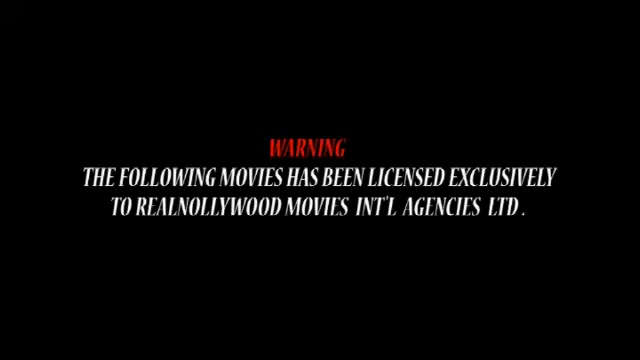 WARNING
THE FOLLOWING MOVIES HAS BEEN LICENSED EXCLUSIVELY
TO REALNOLLYWOOD MOVIES INT'L AGENCIES LTD.